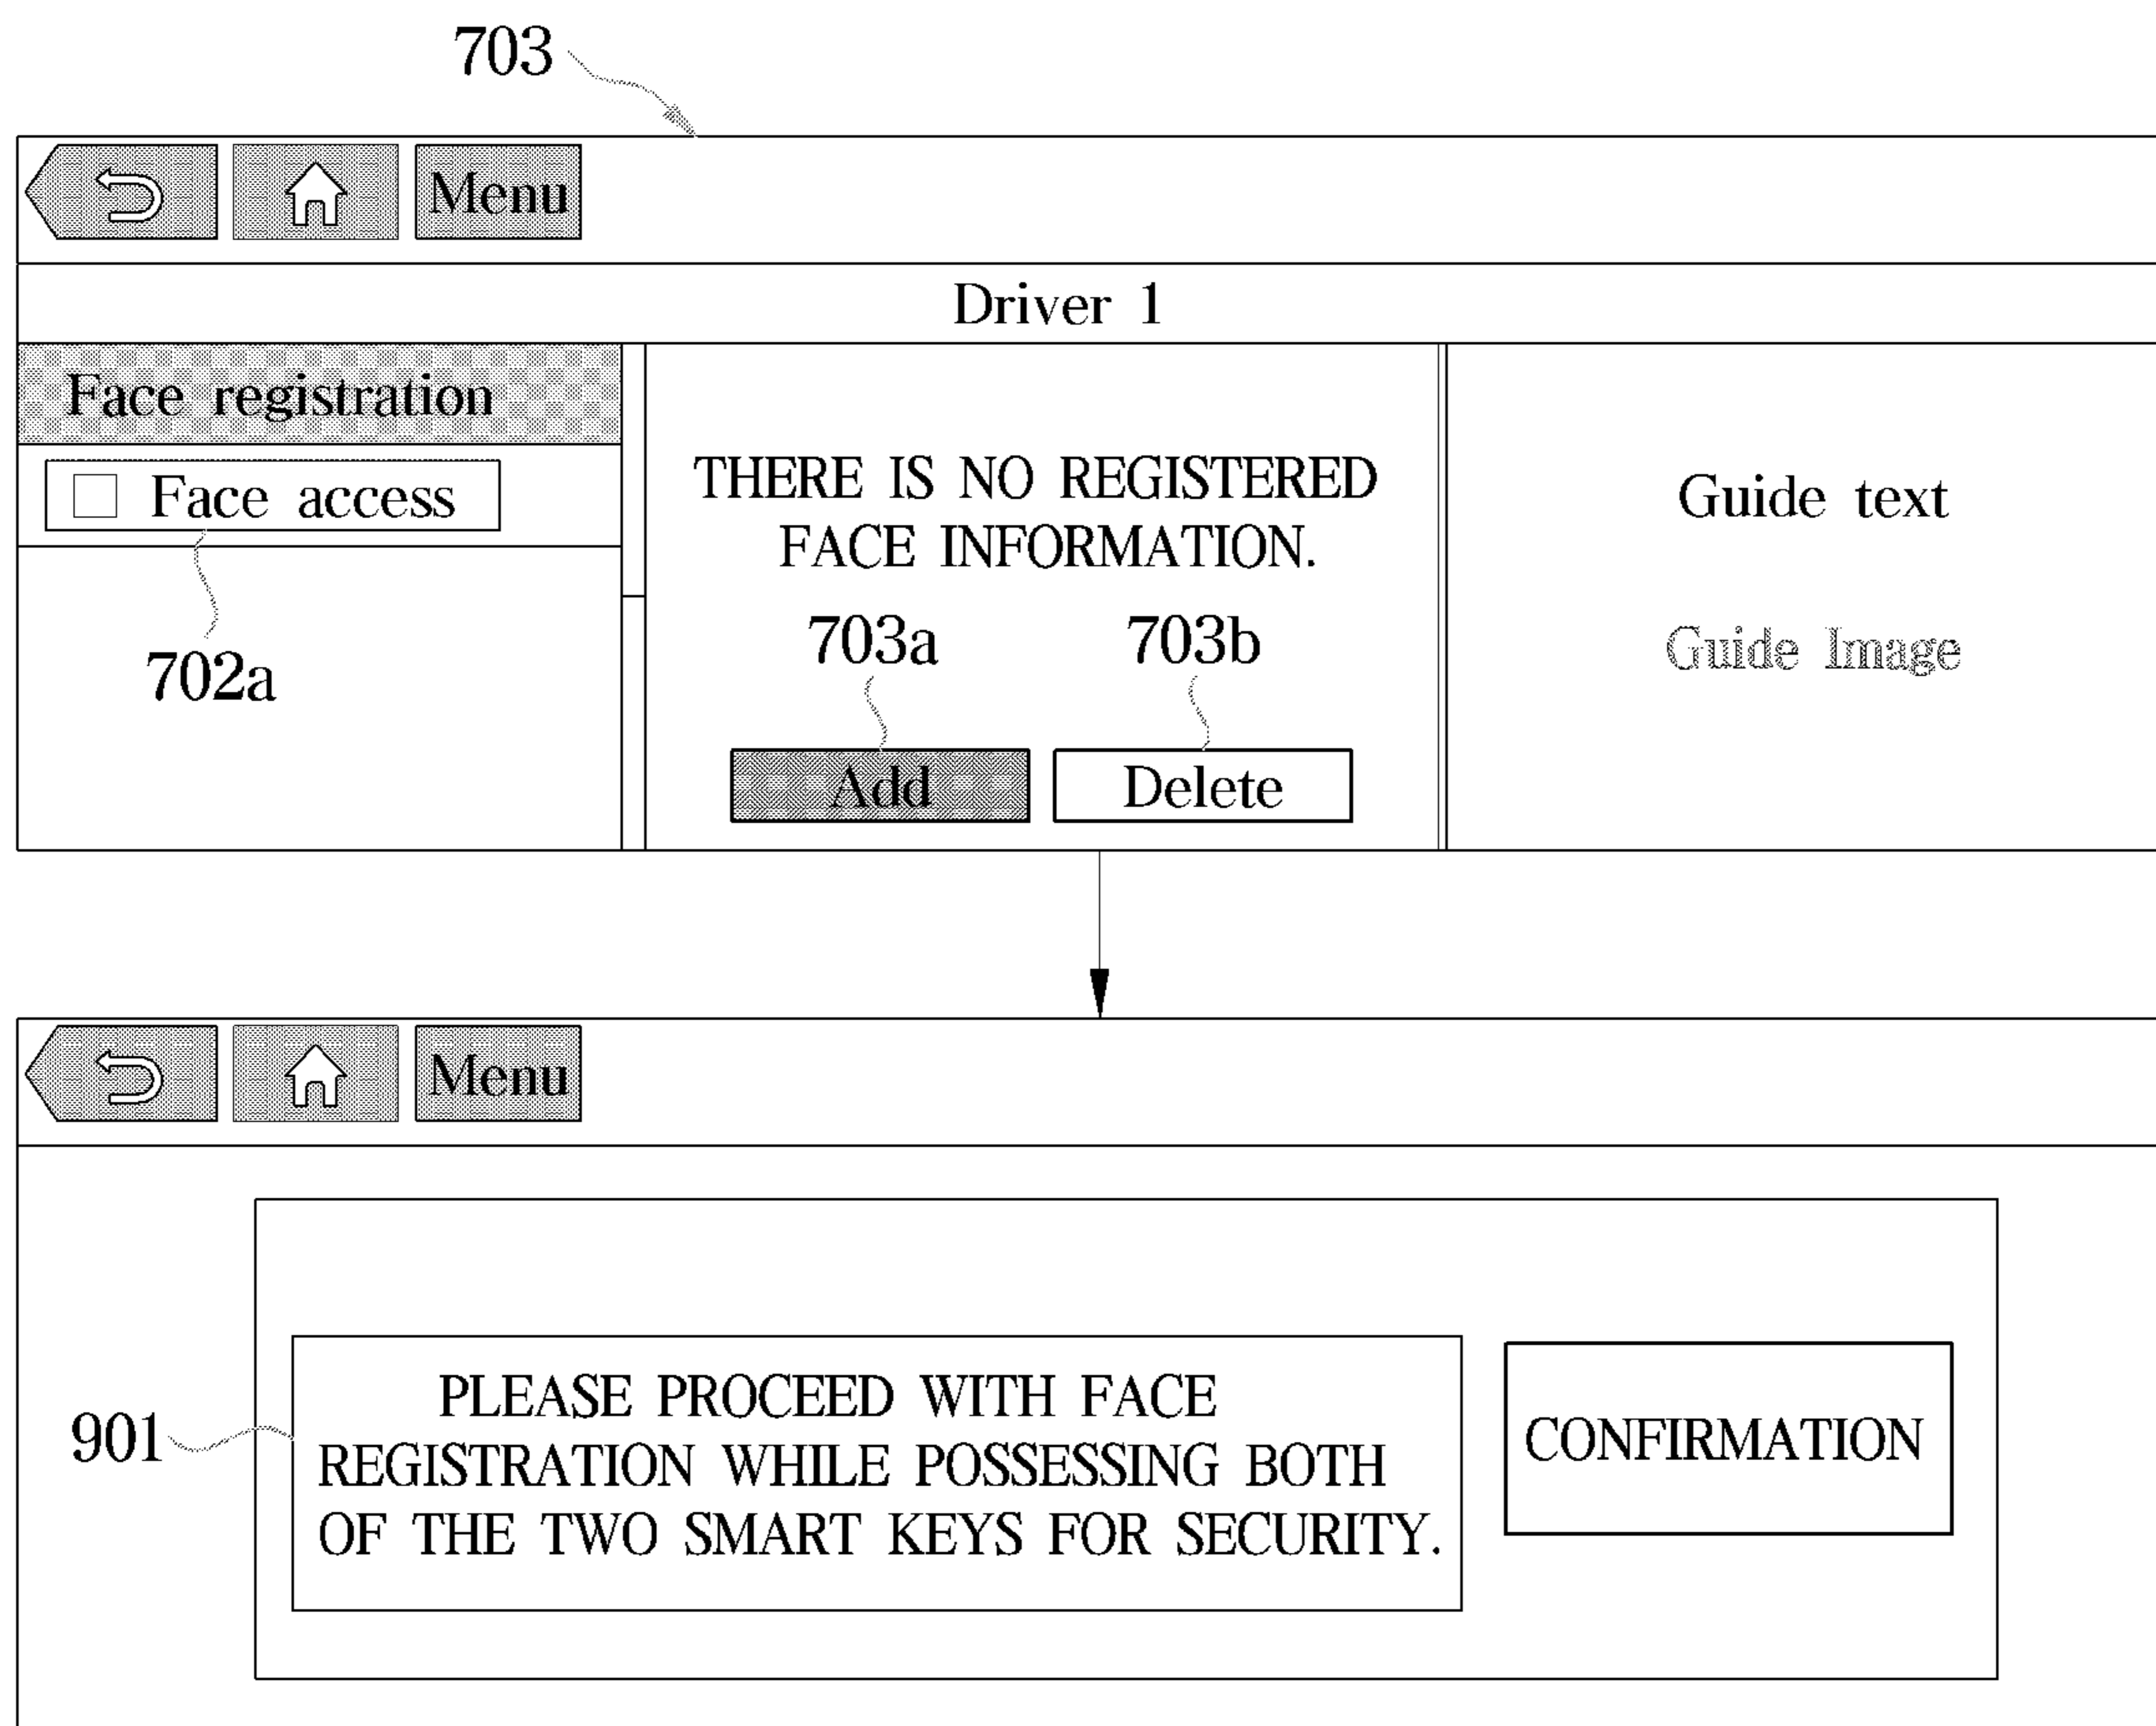 703
Menu
Driver 1
Face registration
Face access
702a
THERE IS NO REGISTERED
FACE INFORMATION.
703a 703b
Add Delete
Guide text
Guide Image
Menu
901
PLEASE PROCEED WITH FACE
REGISTRATION WHILE POSSESSING BOTH
OF THE TWO SMART KEYS FOR SECURITY.
CONFIRMATION